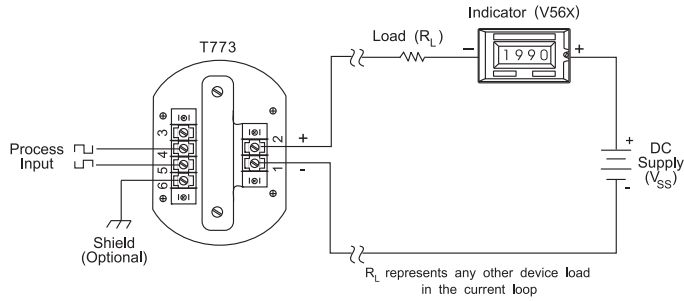 Indicator (V56X)
Load (RL)
- 1990 +
T773
3
4
5
6
2
1
+
-
Process
Input
Shield
(Optional)
+
DC
Supply
(VSS)
-
RL represents any other device load
in the current loop